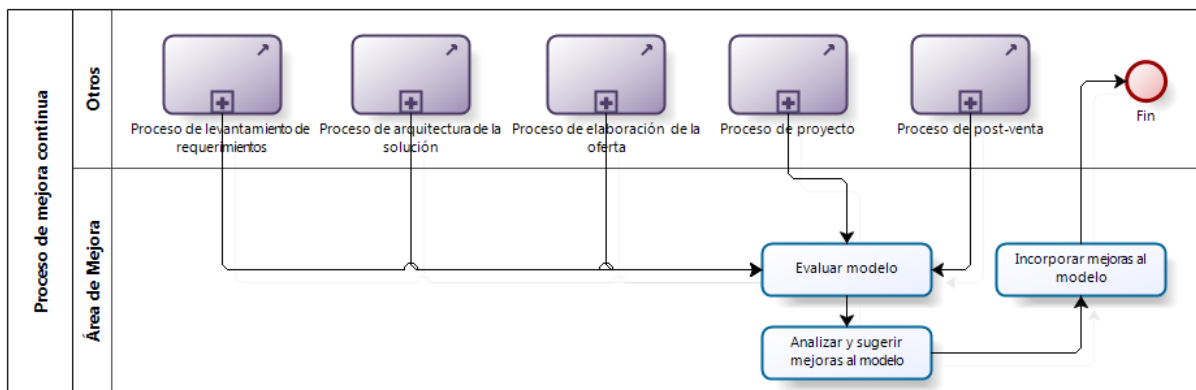 Proceso de mejora continua
Otros
Proceso de levantamiento de
requerimientos
Proceso de arquitectura de la
solución
Proceso de elaboración de la
oferta
Proceso de proyecto
Proceso de post-venta
Fin
Área de Mejora
Evaluar modelo
Incorporar mejoras al
modelo
Analizar y sugerir
mejoras al modelo